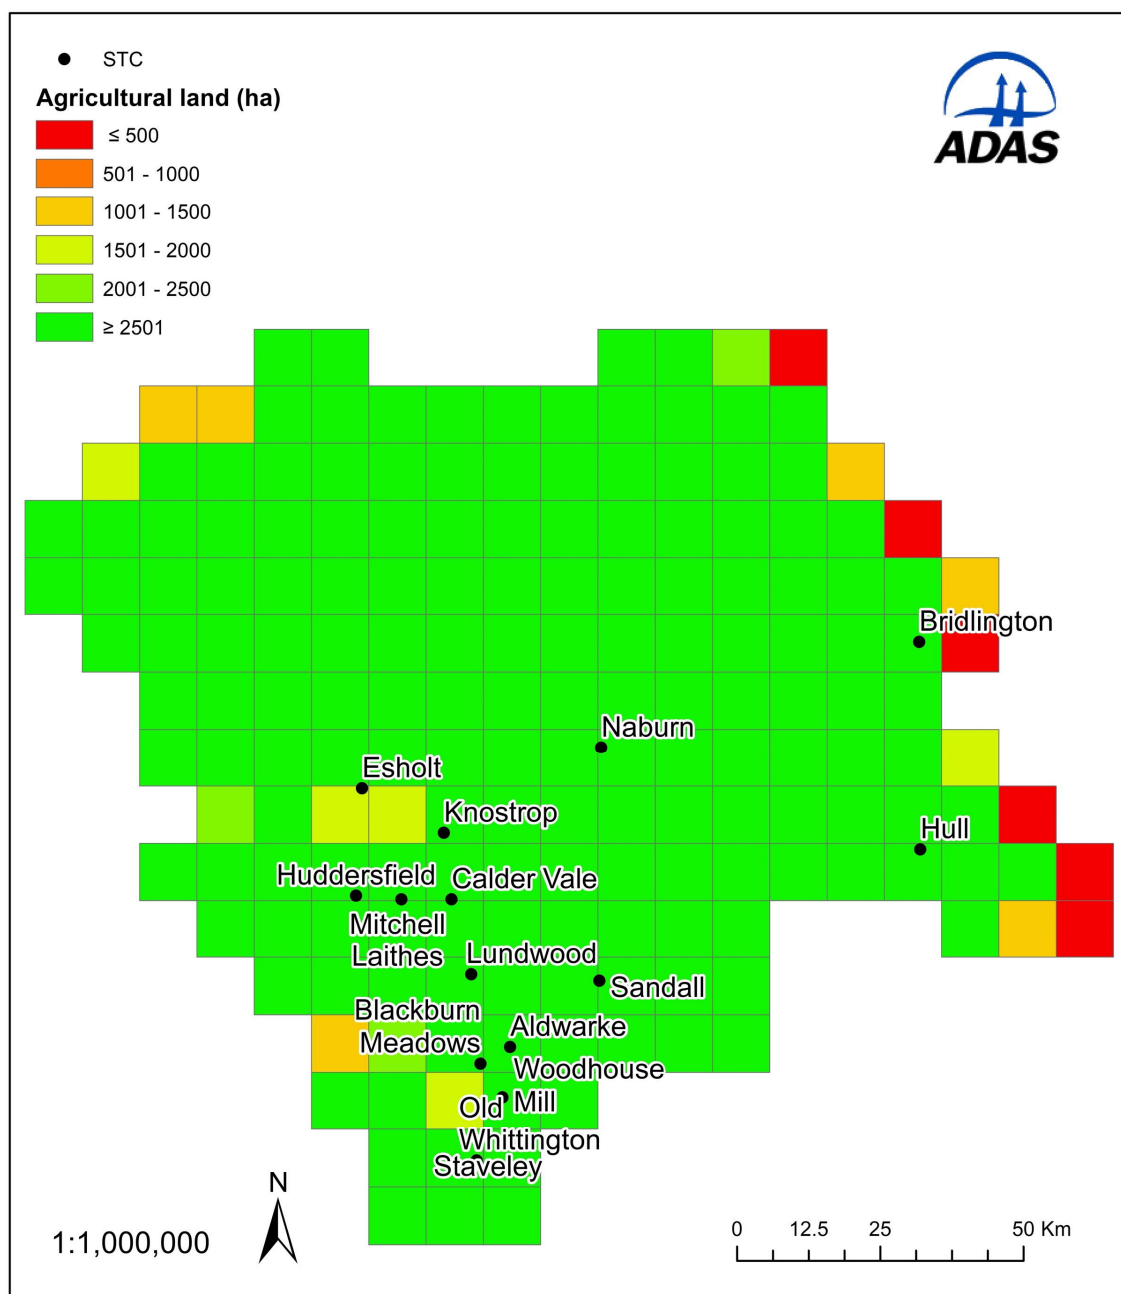 STC
Agricultural land (ha)
≤ 500
501 - 1000
1001 - 1500
1501 - 2000
2001 - 2500
≥ 2501
ADAS
Bridlington
Naburn
Esholt
Knostrop
Hull
Huddersfield
Calder Vale
Mitchell
Laithes
Lundwood
Sandall
Blackburn
Meadows
Aldwarke
Woodhouse
Mill
Old
Whittington
Staveley
N
1:1,000,000
0 12.5 25 50 Km